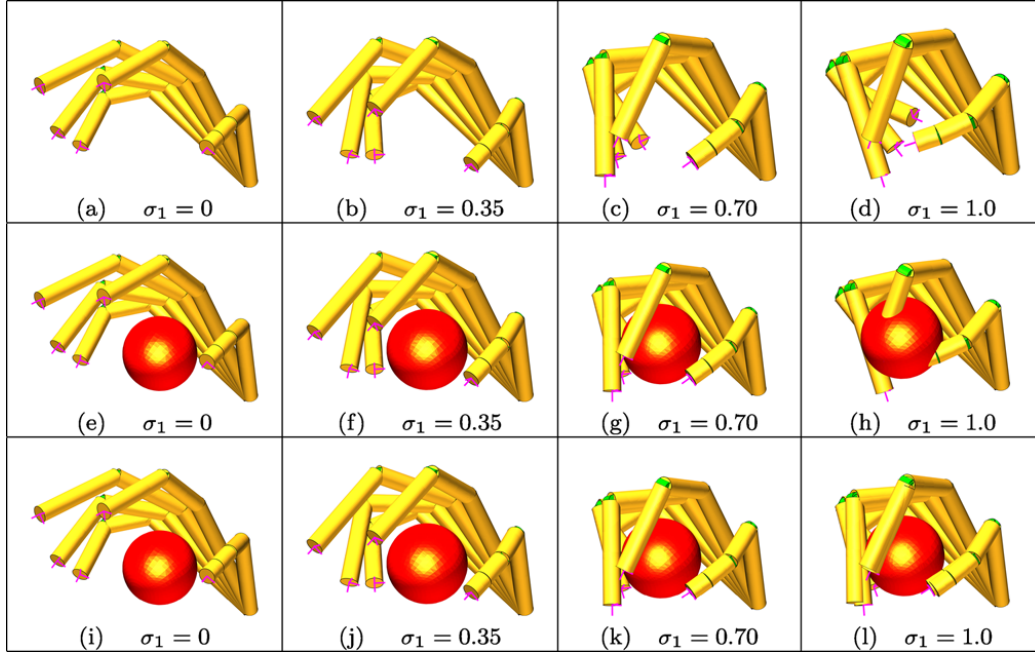 (a) σ₁ = 0
(b) σ₁ = 0.35
(c) σ₁ = 0.70
(d) σ₁ = 1.0
(e) σ₁ = 0
(f) σ₁ = 0.35
(g) σ₁ = 0.70
(h) σ₁ = 1.0
(i) σ₁ = 0
(j) σ₁ = 0.35
(k) σ₁ = 0.70
(l) σ₁ = 1.0